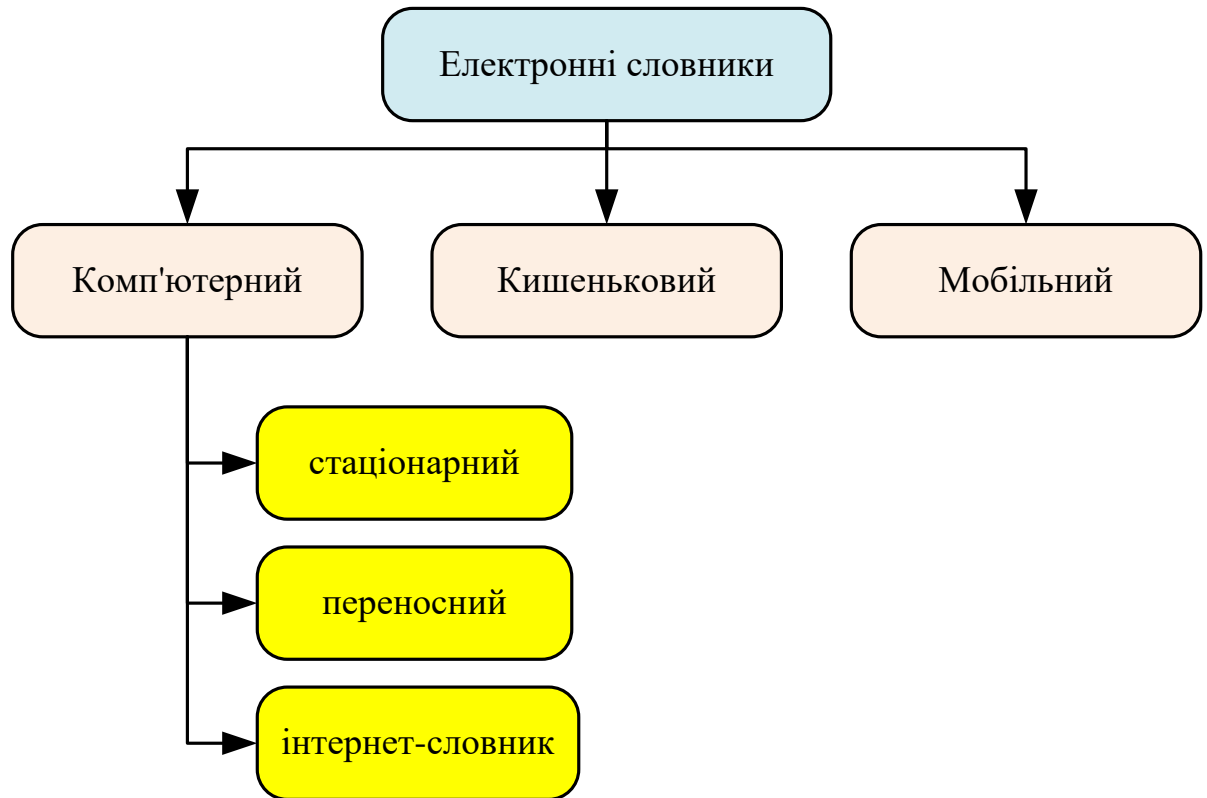 Електронні словники
Комп'ютерний
Кишеньковий
Мобільний
стаціонарний
переносний
інтернет-словник